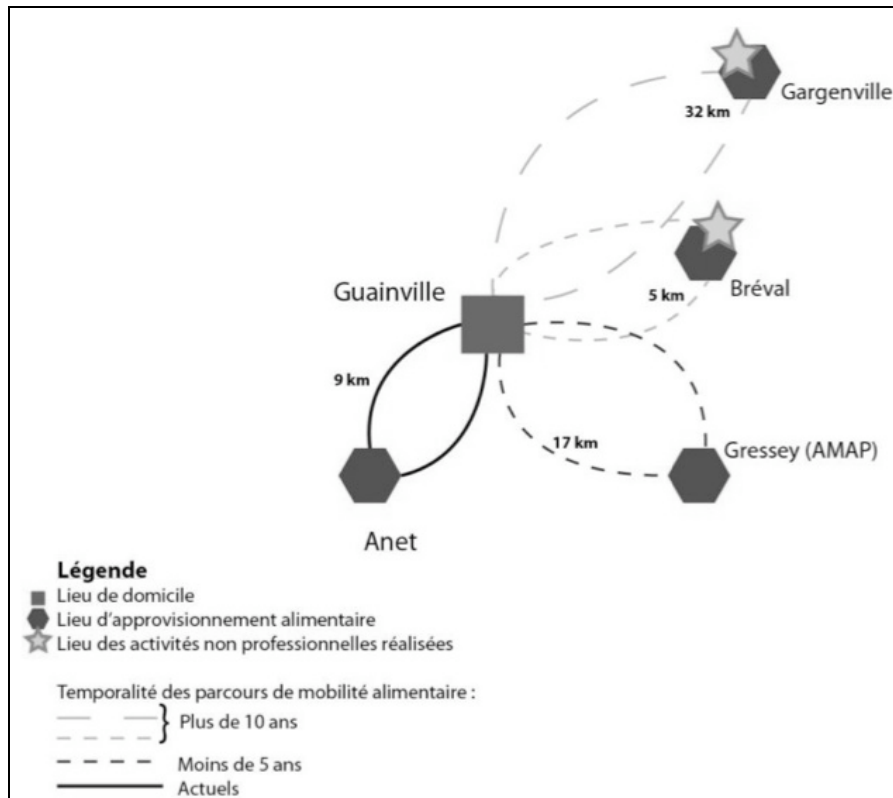 Gargenville
32 km
Bréval
5 km
Guainville
9 km
17 km
Gressey (AMAP)
Anet
Légende
Lieu de domicile
Lieu d'approvisionnement alimentaire
Lieu des activités non professionnelles réalisées
Temporalité des parcours de mobilité alimentaire :
Plus de 10 ans
Moins de 5 ans
Actuels